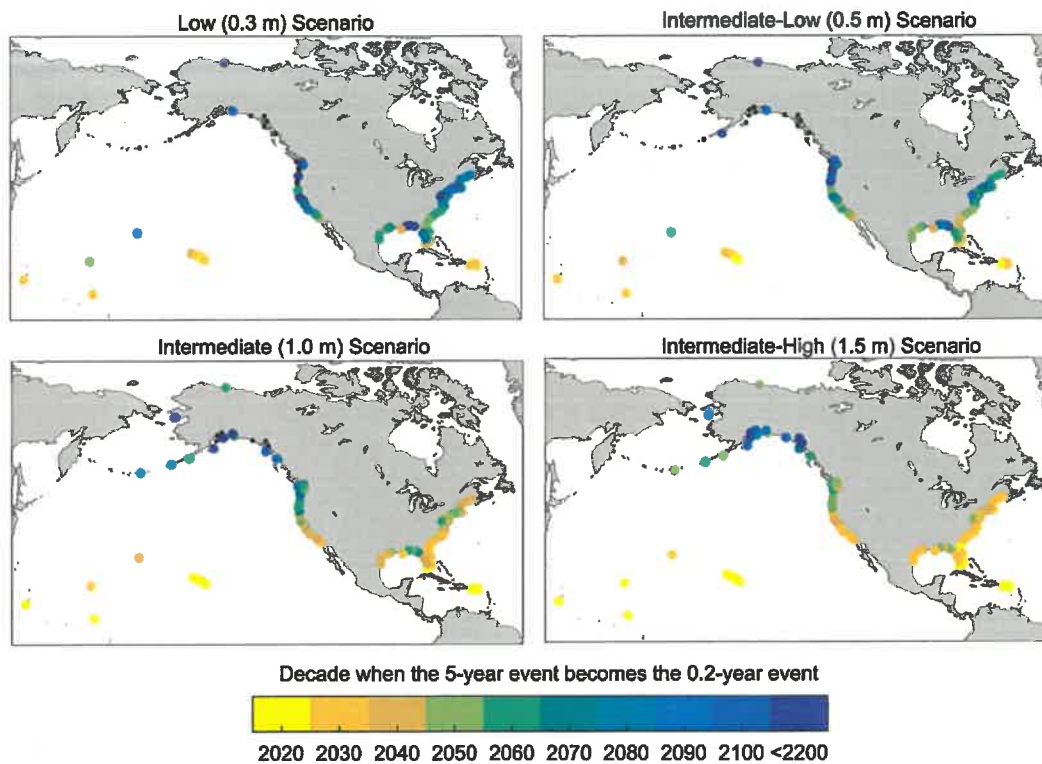 Low (0.3 m) Scenario
Intermediate-Low (0.5 m) Scenario
Intermediate (1.0 m) Scenario
Intermediate-High (1.5 m) Scenario
Decade when the 5-year event becomes the 0.2-year event
2020 2030 2040 2050 2060 2070 2080 2090 2100 <2200